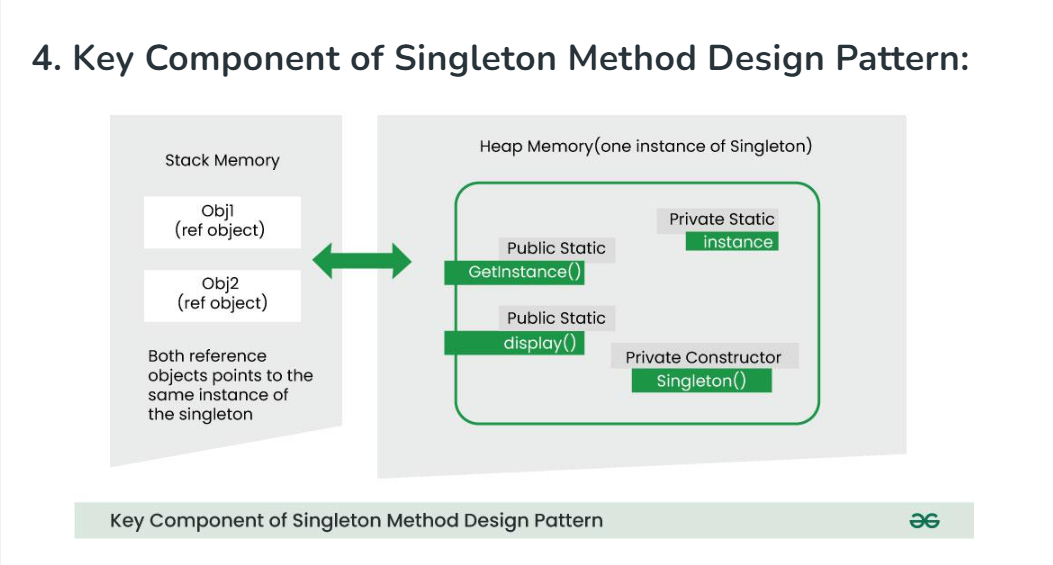 4. Key Component of Singleton Method Design Pattern:
Stack Memory
Obj1
(ref object)
Obj2
(ref object)
Both reference
objects points to the
same instance of
the singleton
Heap Memory(one instance of Singleton)
Private Static
instance
Public Static
GetInstance()
Public Static
display()
Private Constructor
Singleton()
Key Component of Singleton Method Design Pattern